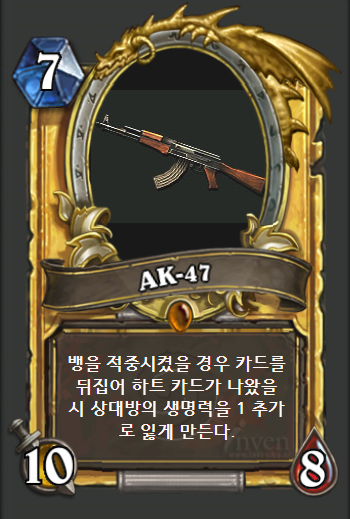 7
AK-47
뱅을 적중시켰을 경우 카드를
뒤집어 하트 카드가 나왔을
시 상대방의 생명력을 1 추가
로 잃게 만든다.
inven
10
8